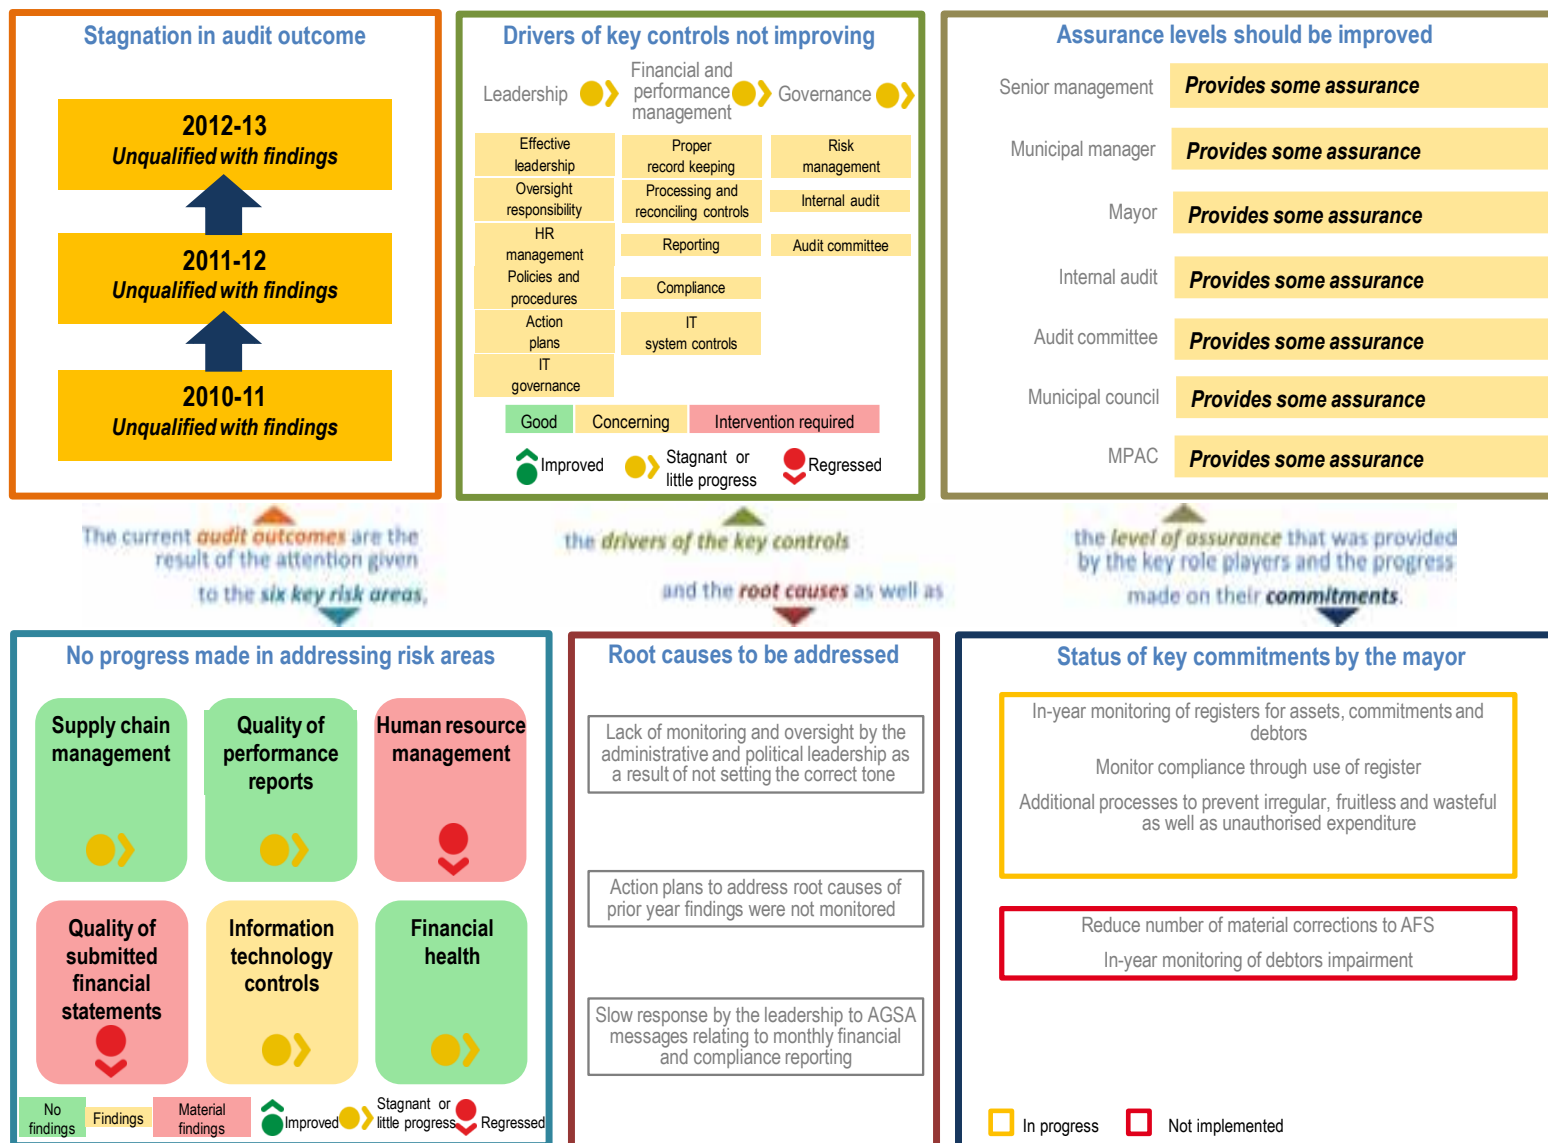 Stagnation in audit outcome
2012-13
Unqualified with findings
2011-12
Unqualified with findings
2010-11
Unqualified with findings
Drivers of key controls not improving
Leadership
Financial and
performance
management
Governance
Effective
leadership
Oversight
responsibility
HR
management
Policies and
procedures
Action
plans
IT
governance
Proper
record keeping
Processing and
reconciling controls
Reporting
Compliance
IT
system controls
Risk
management
Internal audit
Audit committee
Good
Concerning
Intervention required
Improved
Stagnant or
little progress
Regressed
Assurance levels should be improved
Senior management
Provides some assurance
Municipal manager
Provides some assurance
Mayor
Provides some assurance
Internal audit
Provides some assurance
Audit committee
Provides some assurance
Municipal council
Provides some assurance
MPAC
Provides some assurance
The current audit outcomes are the
result of the attention given
to the six key risk areas,
the drivers of the key controls
and the root causes as well as
the level of assurance that was provided
by the key role players and the progress
made on their commitments.
No progress made in addressing risk areas
Supply chain
management
Quality of
performance
reports
Human resource
management
Quality of
submitted
financial
statements
Information
technology
controls
Financial
health
No
findings
Findings
Material
findings
Improved
Stagnant or
little progress
Regressed
Root causes to be addressed
Lack of monitoring and oversight by the
administrative and political leadership as
a result of not setting the correct tone
Action plans to address root causes of
prior year findings were not monitored
Slow response by the leadership to AGSA
messages relating to monthly financial
and compliance reporting
Status of key commitments by the mayor
In-year monitoring of registers for assets, commitments and
debtors
Monitor compliance through use of register
Additional processes to prevent irregular, fruitless and wasteful
as well as unauthorised expenditure
Reduce number of material corrections to AFS
In-year monitoring of debtors impairment
In progress
Not implemented